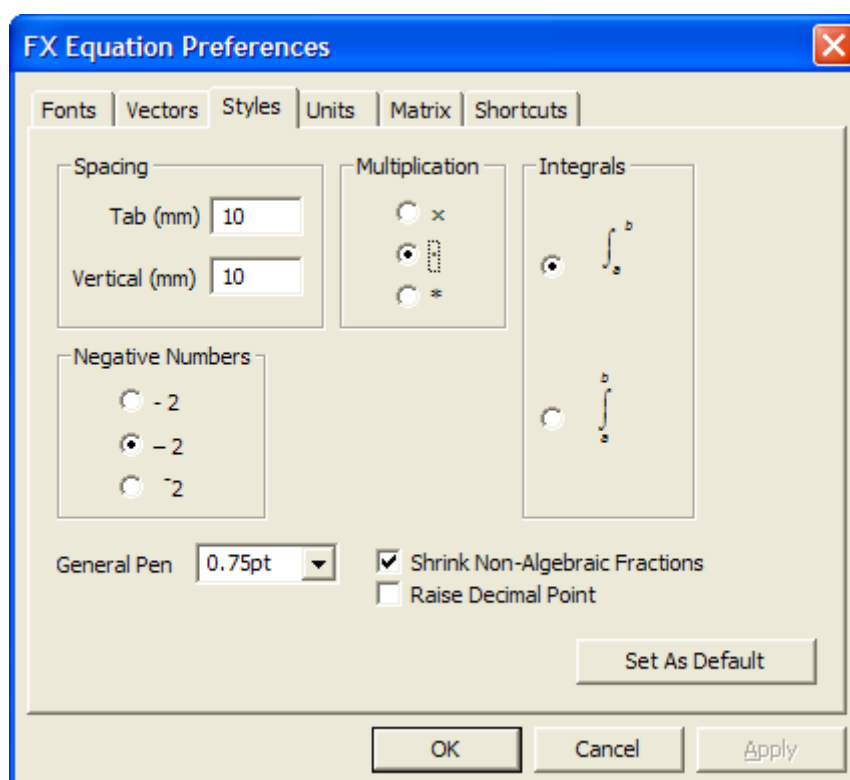 FX Equation Preferences
Fonts Vectors Styles Units Matrix Shortcuts
Spacing
Tab (mm) 10
Vertical (mm) 10
Multiplication
×
·
*
Integrals
∫ b a
∫ b a
Negative Numbers
- 2
– 2
⁻2
General Pen 0.75pt
Shrink Non-Algebraic Fractions
Raise Decimal Point
Set As Default
OK Cancel Apply